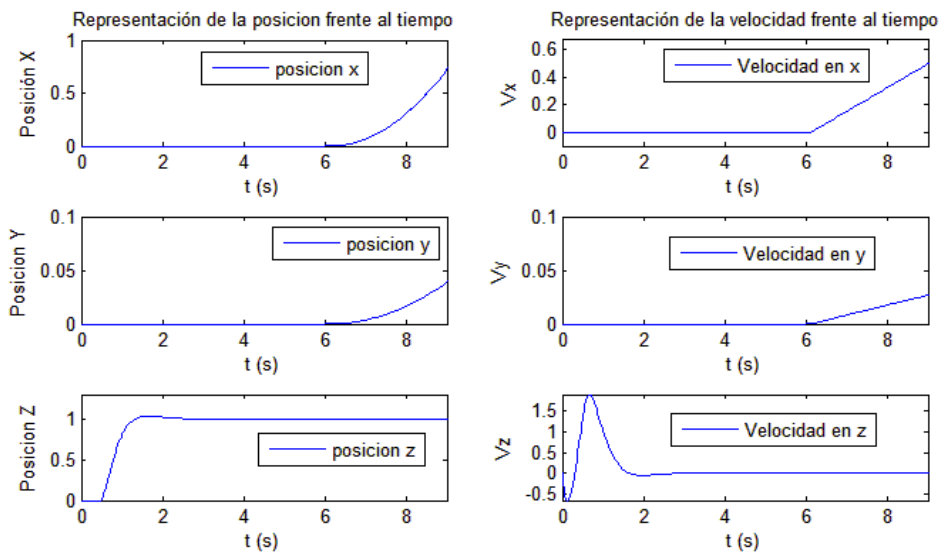 Representación de la posicion frente al tiempo
1
0.5
0
Posición X
posicion x
0 2 4 6 8
t (s)
Representación de la velocidad frente al tiempo
0.6
0.4
0.2
0
Vx
Velocidad en x
0 2 4 6 8
t (s)
0.1
0.05
0
Posicion Y
posicion y
0 2 4 6 8
t (s)
0.1
0.05
0
Vy
Velocidad en y
0 2 4 6 8
t (s)
1
0.5
0
Posicion Z
posicion z
0 2 4 6 8
t (s)
1.5
1
0.5
0
-0.5
Vz
Velocidad en z
0 2 4 6 8
t (s)